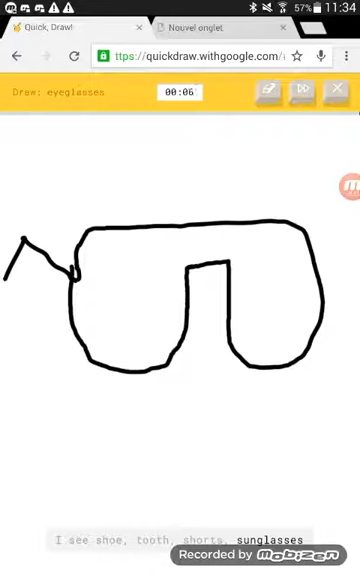 57% 11:34
Quick, Draw! × Nouvel onglet
ttps://quickdraw.withgoogle.com/
Draw: eyeglasses 00:06
I see shoe, tooth, shorts, sunglasses
Recorded by mobizen